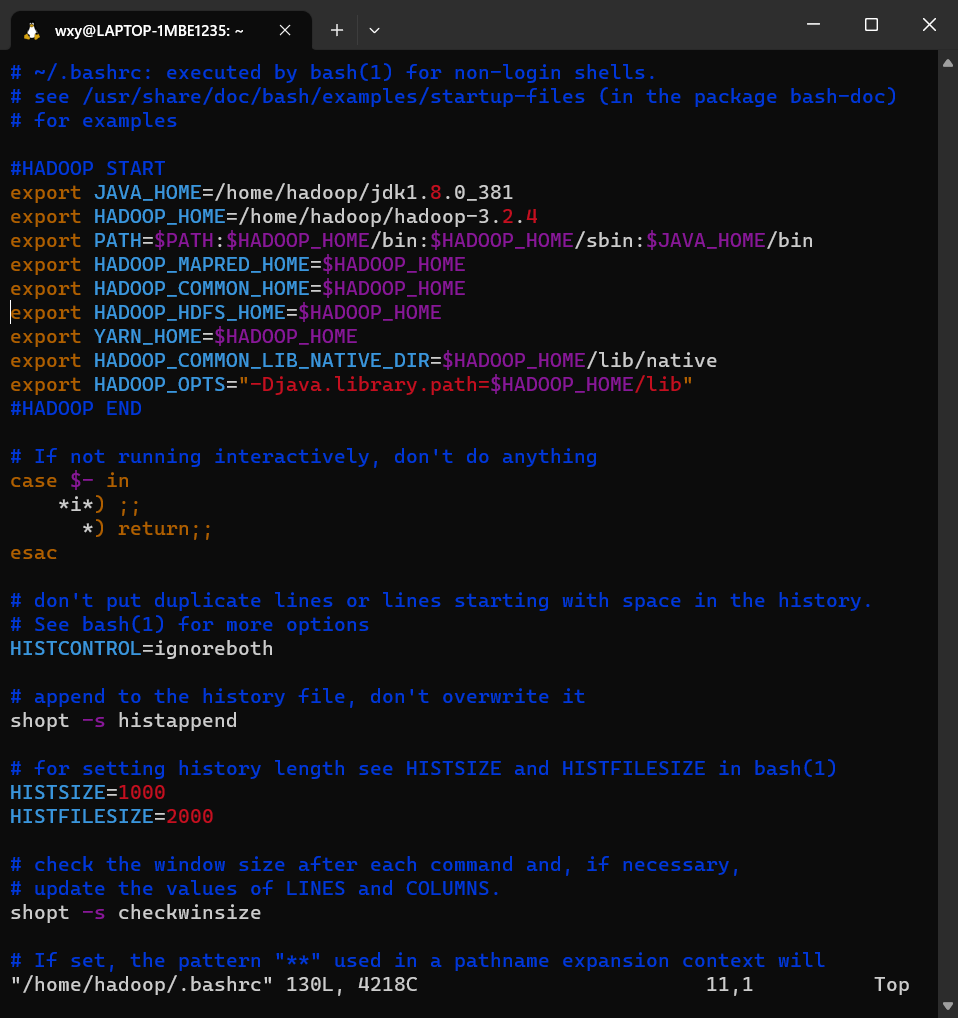 wxy@LAPTOP-1MBE1235: ~
# ~/.bashrc: executed by bash(1) for non-login shells.
# see /usr/share/doc/bash/examples/startup-files (in the package bash-doc)
# for examples

#HADOOP START
export JAVA_HOME=/home/hadoop/jdk1.8.0_381
export HADOOP_HOME=/home/hadoop/hadoop-3.2.4
export PATH=$PATH:$HADOOP_HOME/bin:$HADOOP_HOME/sbin:$JAVA_HOME/bin
export HADOOP_MAPRED_HOME=$HADOOP_HOME
export HADOOP_COMMON_HOME=$HADOOP_HOME
export HADOOP_HDFS_HOME=$HADOOP_HOME
export YARN_HOME=$HADOOP_HOME
export HADOOP_COMMON_LIB_NATIVE_DIR=$HADOOP_HOME/lib/native
export HADOOP_OPTS="-Djava.library.path=$HADOOP_HOME/lib"
#HADOOP END

# If not running interactively, don't do anything
case $- in
    *i*) ;;
      *) return;;
esac

# don't put duplicate lines or lines starting with space in the history.
# See bash(1) for more options
HISTCONTROL=ignoreboth

# append to the history file, don't overwrite it
shopt -s histappend

# for setting history length see HISTSIZE and HISTFILESIZE in bash(1)
HISTSIZE=1000
HISTFILESIZE=2000

# check the window size after each command and, if necessary,
# update the values of LINES and COLUMNS.
shopt -s checkwinsize

# If set, the pattern "**" used in a pathname expansion context will
"/home/hadoop/.bashrc" 130L, 4218C 11,1 Top